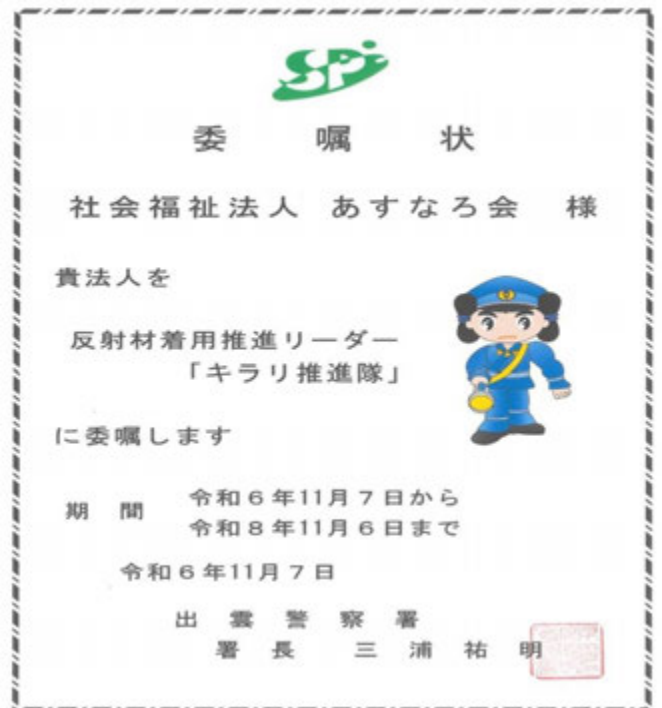 SPi
委嘱状
社会福祉法人 あすなろ会 様
貴法人を
反射材着用推進リーダー
「キラリ推進隊」
に委嘱します
期間 令和6年11月7日から
令和8年11月6日まで
令和6年11月7日
出雲警察署
署長 三浦祐明